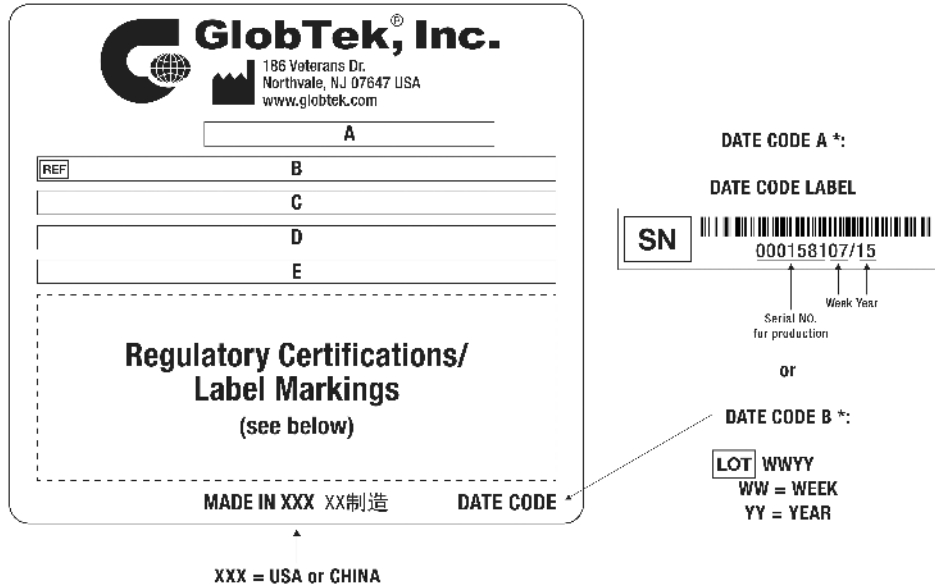 GlobTek,® Inc.
186 Veterans Dr.
Northvale, NJ 07647 USA
www.globtek.com
A
REF B
C
D
E
Regulatory Certifications/
Label Markings
(see below)
MADE IN XXX XX制造 DATE CODE
XXX = USA or CHINA
DATE CODE A *:
DATE CODE LABEL
SN
00015810​7/15
Week Year
Serial NO.
for production
or
DATE CODE B *:
LOT WWYY
WW = WEEK
YY = YEAR